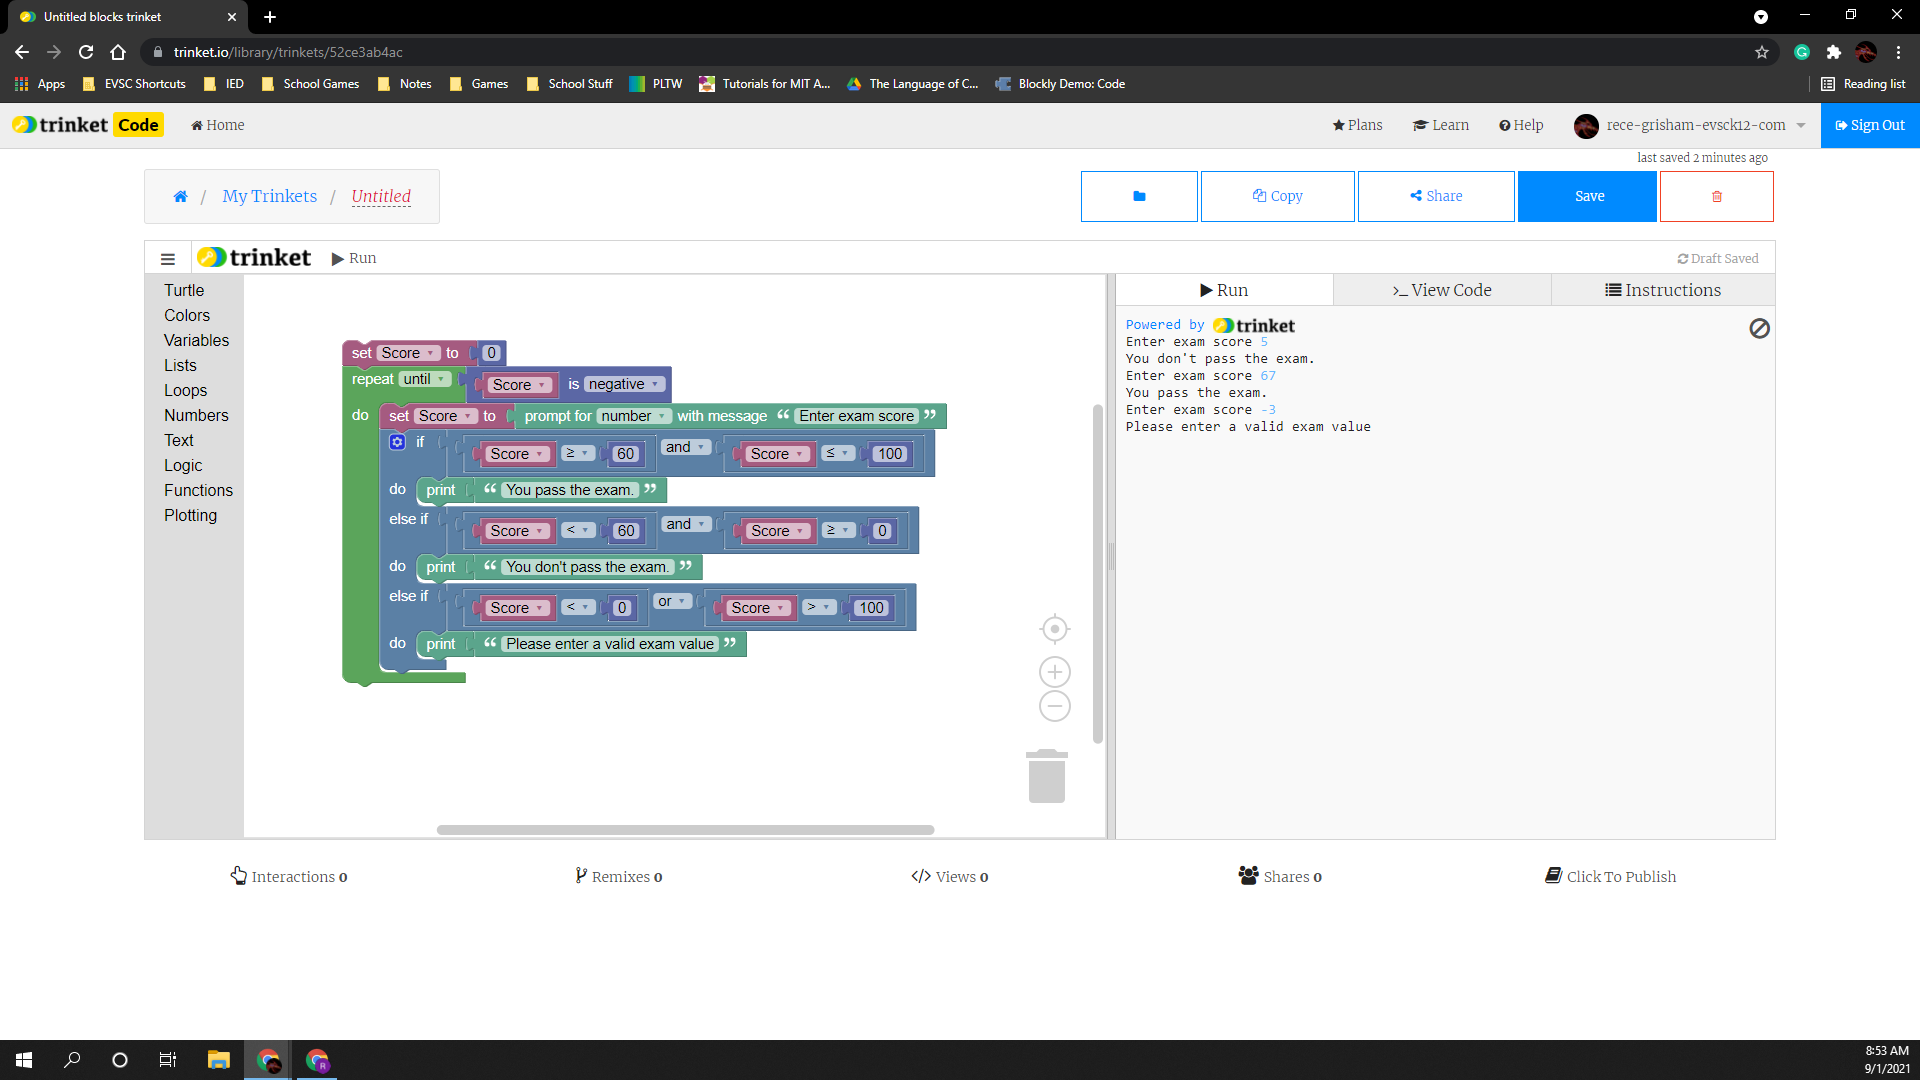 Untitled blocks trinket
trinket.io/library/trinkets/52ce3ab4ac
Apps EVSC Shortcuts IED School Games Notes Games School Stuff PLTW Tutorials for MIT A... The Language of C... Blockly Demo: Code Reading list
trinket Code Home Plans Learn Help rece-grisham-evsck12-com Sign Out
last saved 2 minutes ago
/ My Trinkets / Untitled
Copy Share Save
trinket Run Draft Saved
Turtle
Colors
Variables
Lists
Loops
Numbers
Text
Logic
Functions
Plotting
set Score to 0
repeat until Score is negative
do set Score to prompt for number with message “ Enter exam score ”
if Score ≥ 60 and Score ≤ 100
do print “ You pass the exam. ”
else if Score < 60 and Score ≥ 0
do print “ You don't pass the exam. ”
else if Score < 0 or Score > 100
do print “ Please enter a valid exam value ”
Run >_ View Code Instructions
Powered by trinket
Enter exam score 5
You don't pass the exam.
Enter exam score 67
You pass the exam.
Enter exam score -3
Please enter a valid exam value
Interactions 0 Remixes 0 </> Views 0 Shares 0 Click To Publish
8:53 AM
9/1/2021